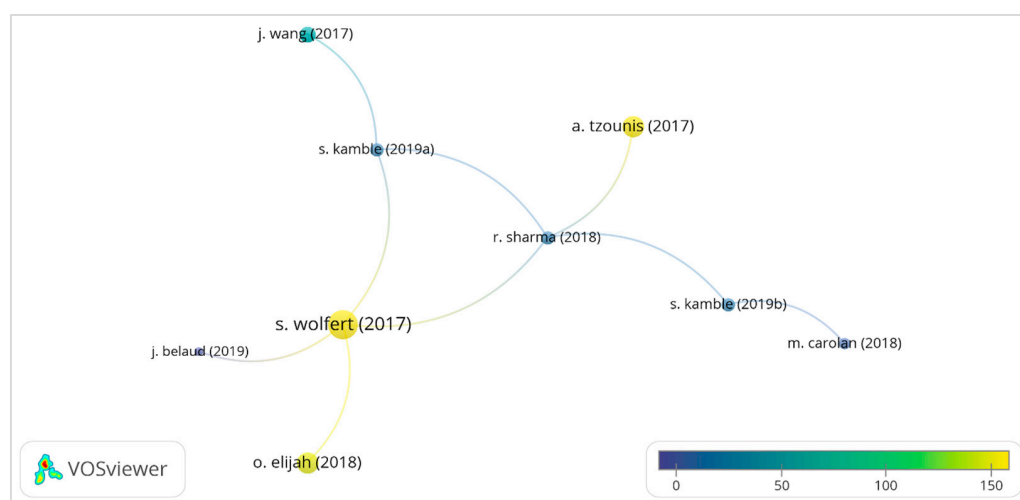 j. wang (2017)
a. tzounis (2017)
s. kamble (2019a)
r. sharma (2018)
s. kamble (2019b)
s. wolfert (2017)
m. carolan (2018)
j. belaud (2019)
o. elijah (2018)
VOSviewer
0 50 100 150